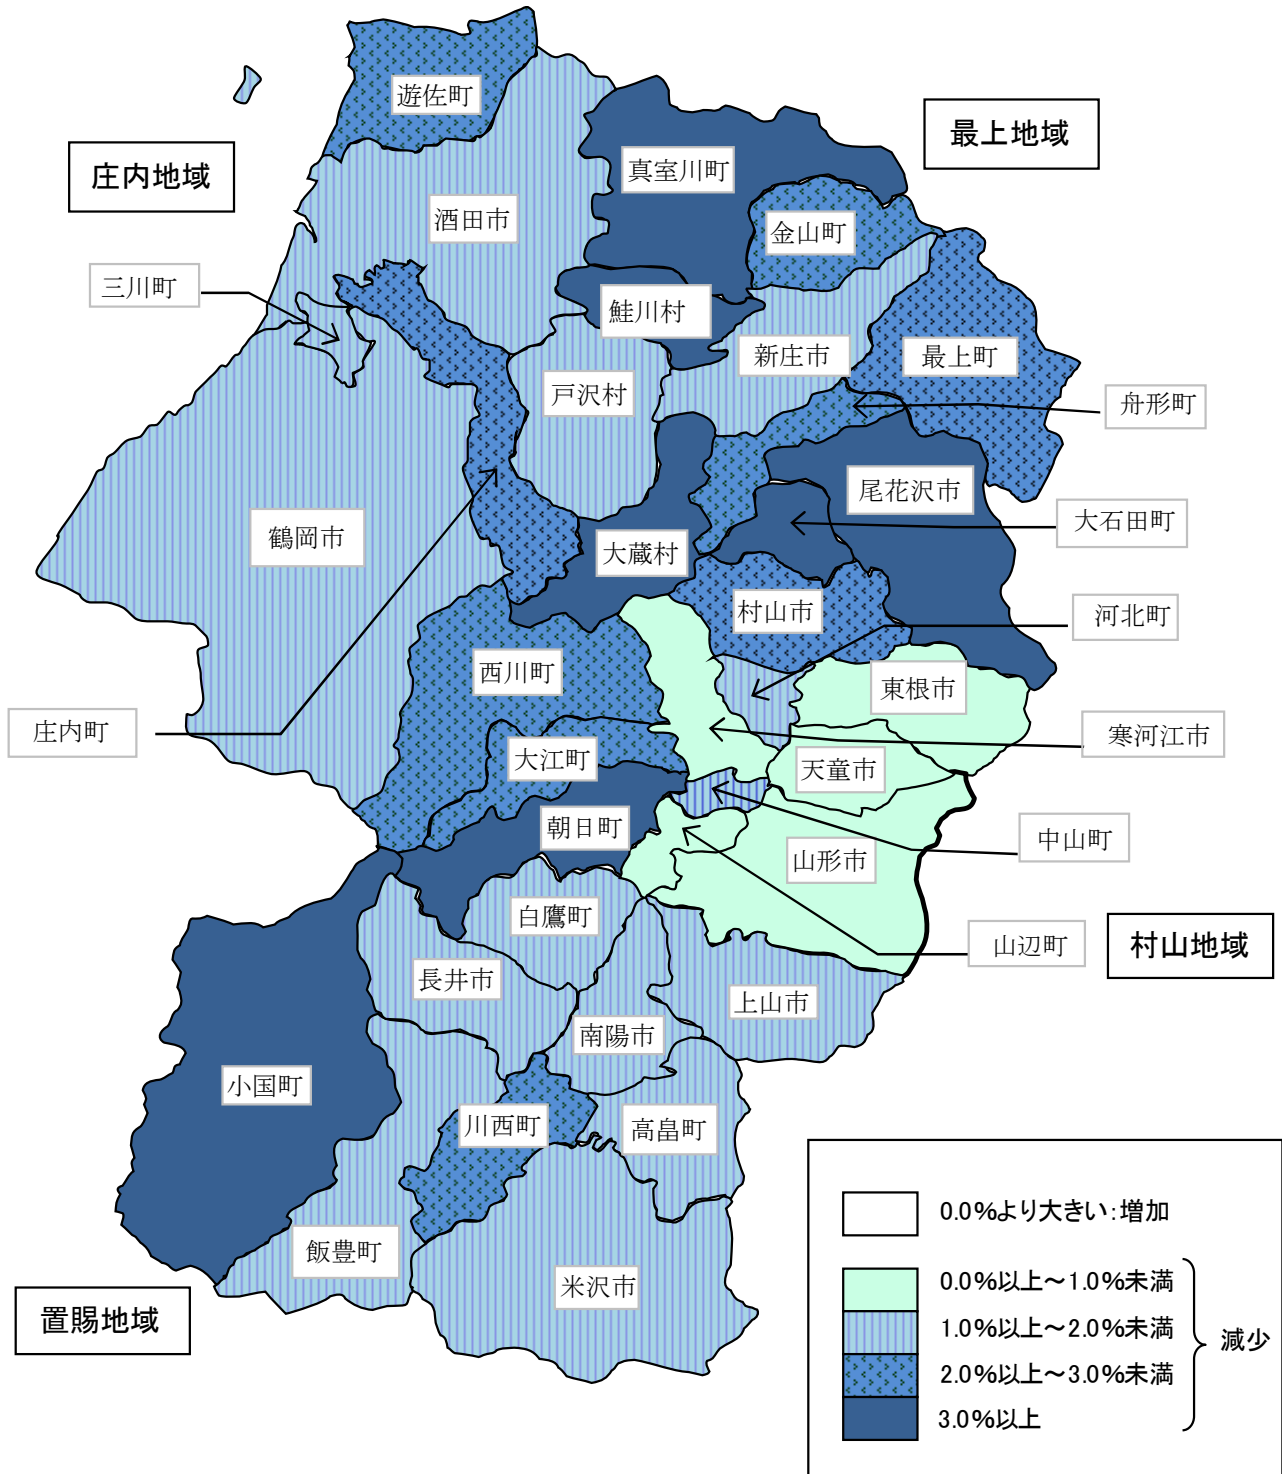 遊佐町
最上地域
庄内地域
真室川町
酒田市
金山町
三川町
鮭川村
新庄市
最上町
戸沢村
舟形町
尾花沢市
大石田町
鶴岡市
大蔵村
村山市
河北町
西川町
東根市
庄内町
寒河江市
大江町
天童市
朝日町
中山町
山形市
白鷹町
山辺町
村山地域
長井市
上山市
南陽市
小国町
川西町
高畠町
飯豊町
米沢市
置賜地域
0.0%より大きい:増加
0.0%以上～1.0%未満
1.0%以上～2.0%未満
減少
2.0%以上～3.0%未満
3.0%以上